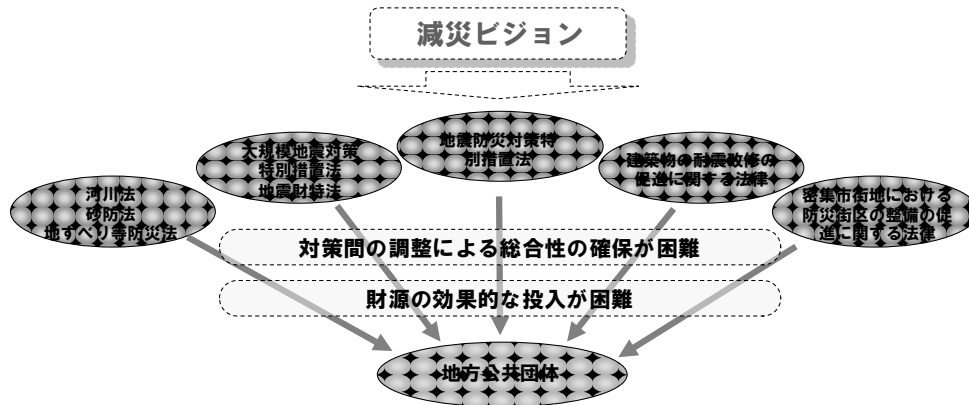 減災ビジョン
河川法
砂防法
地すべり等防災法
大規模地震対策
特別措置法
地震財特法
地震防災対策特
別措置法
建築物の耐震改修の
促進に関する法律
密集市街地における
防災街区の整備の促
進に関する法律
対策間の調整による総合性の確保が困難
財源の効果的な投入が困難
地方公共団体